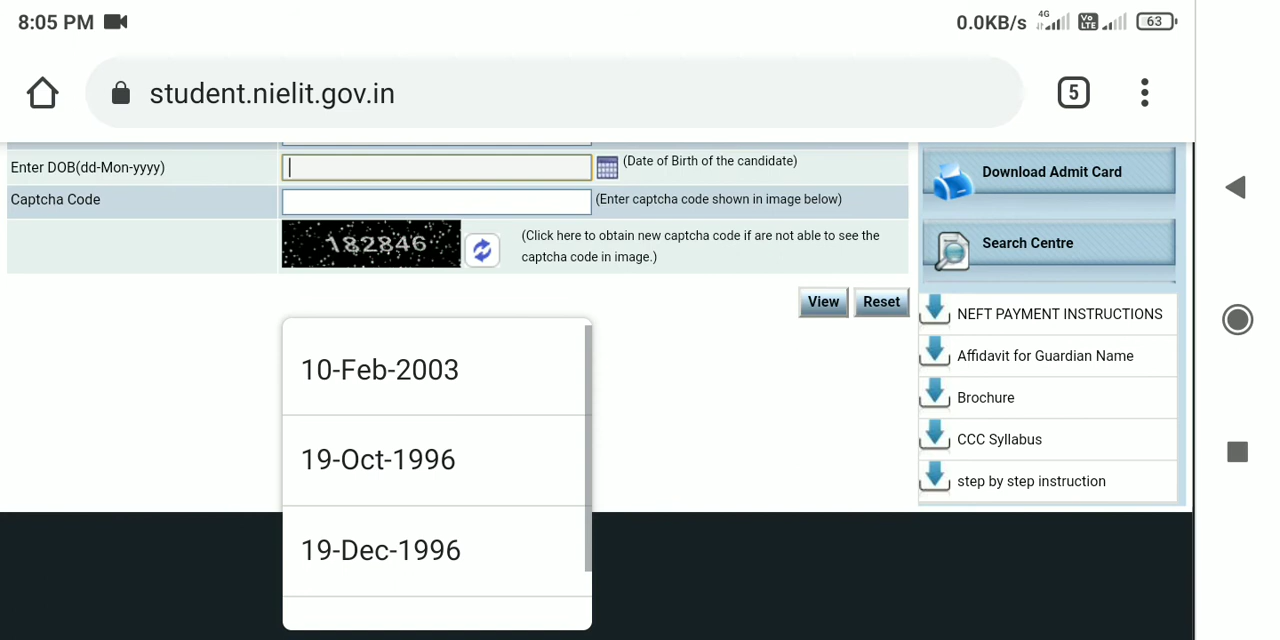 8:05 PM
0.0KB/s 4G Vo LTE 63
student.nielit.gov.in
5
Enter DOB(dd-Mon-yyyy)
(Date of Birth of the candidate)
Captcha Code
(Enter captcha code shown in image below)
182846
(Click here to obtain new captcha code if are not able to see the
captcha code in image.)
View
Reset
10-Feb-2003
19-Oct-1996
19-Dec-1996
Download Admit Card
Search Centre
NEFT PAYMENT INSTRUCTIONS
Affidavit for Guardian Name
Brochure
CCC Syllabus
step by step instruction